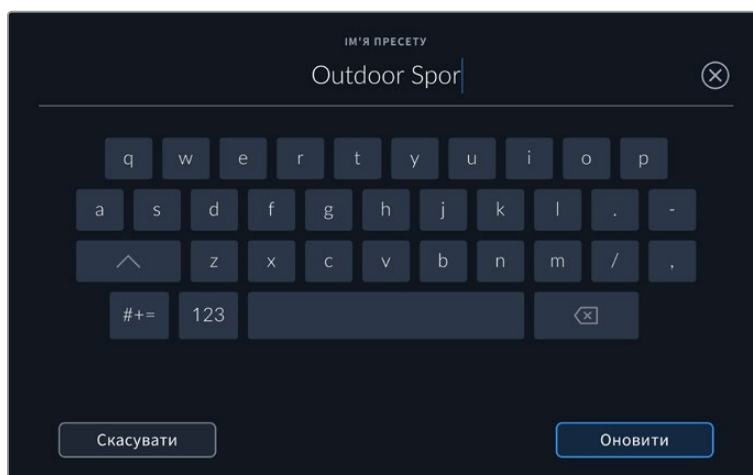 ІМ'Я ПРЕСЕТУ
Outdoor Spor
q w e r t y u i o p
a s d f g h j k l . -
z x c v b n m / ,
#+= 123
Скасувати Оновити